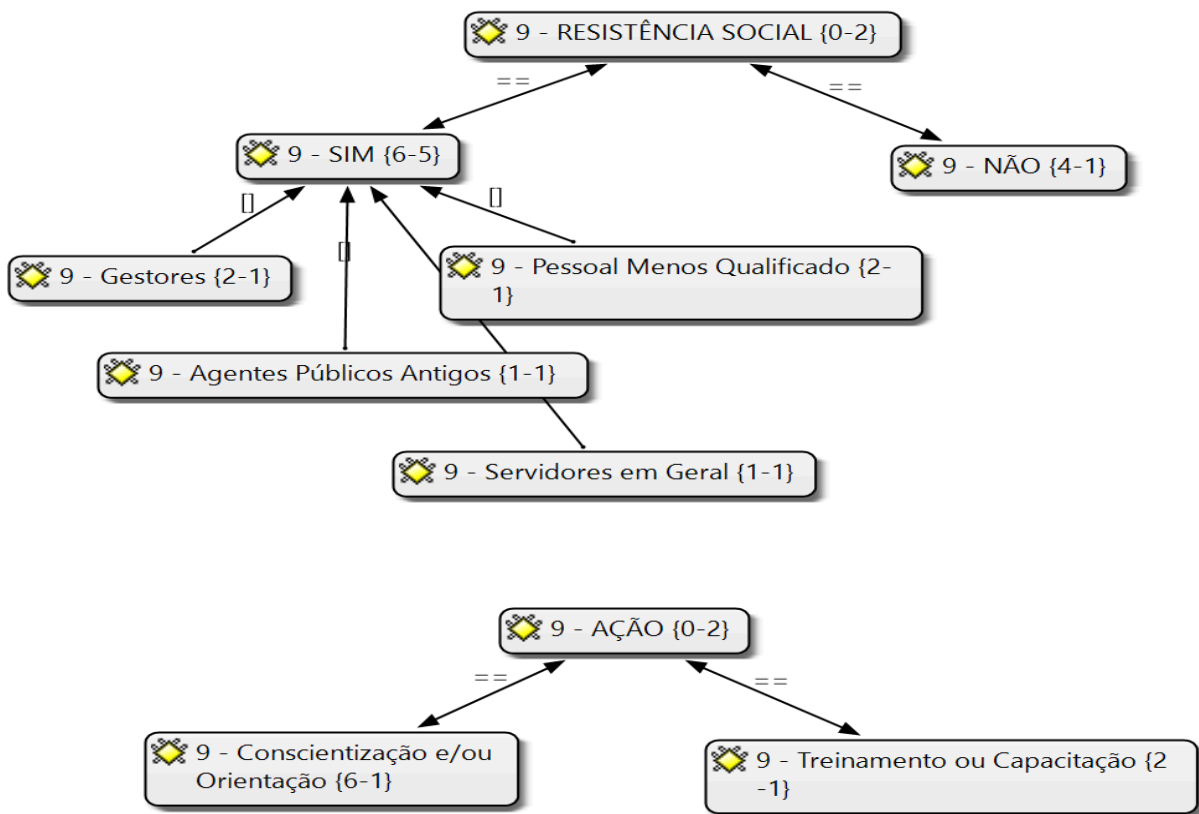 9 - RESISTÊNCIA SOCIAL {0-2}
==
==
9 - SIM {6-5}
9 - NÃO {4-1}
[]
[]
[]
9 - Gestores {2-1}
9 - Pessoal Menos Qualificado {2-
1}
9 - Agentes Públicos Antigos {1-1}
9 - Servidores em Geral {1-1}
9 - AÇÃO {0-2}
==
==
9 - Conscientização e/ou
Orientação {6-1}
9 - Treinamento ou Capacitação {2
-1}